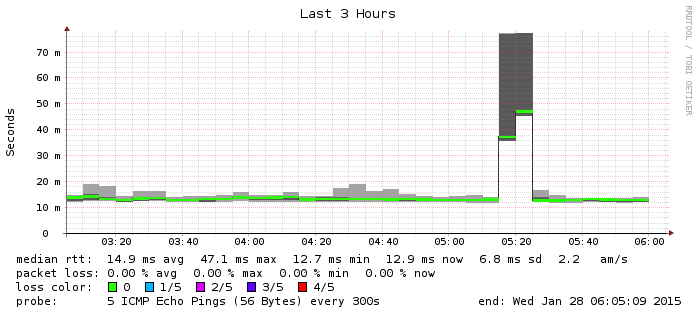 Last 3 Hours
RRDTOOL / TOBI OETIKER
Seconds
70 m
60 m
50 m
40 m
30 m
20 m
10 m
0
03:20 03:40 04:00 04:20 04:40 05:00 05:20 05:40 06:00
median rtt: 14.9 ms avg 47.1 ms max 12.7 ms min 12.9 ms now 6.8 ms sd 2.2 am/s
packet loss: 0.00 % avg 0.00 % max 0.00 % min 0.00 % now
loss color: 0 1/5 2/5 3/5 4/5
probe: 5 ICMP Echo Pings (56 Bytes) every 300s end: Wed Jan 28 06:05:09 2015